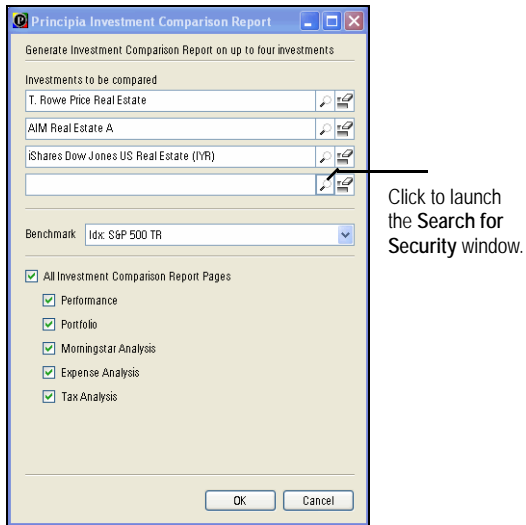 Principia Investment Comparison Report
Generate Investment Comparison Report on up to four investments
Investments to be compared
T. Rowe Price Real Estate
AIM Real Estate A
iShares Dow Jones US Real Estate (IYR)
Click to launch
the Search for
Security window.
Benchmark Idx: S&P 500 TR
All Investment Comparison Report Pages
Performance
Portfolio
Morningstar Analysis
Expense Analysis
Tax Analysis
OK Cancel